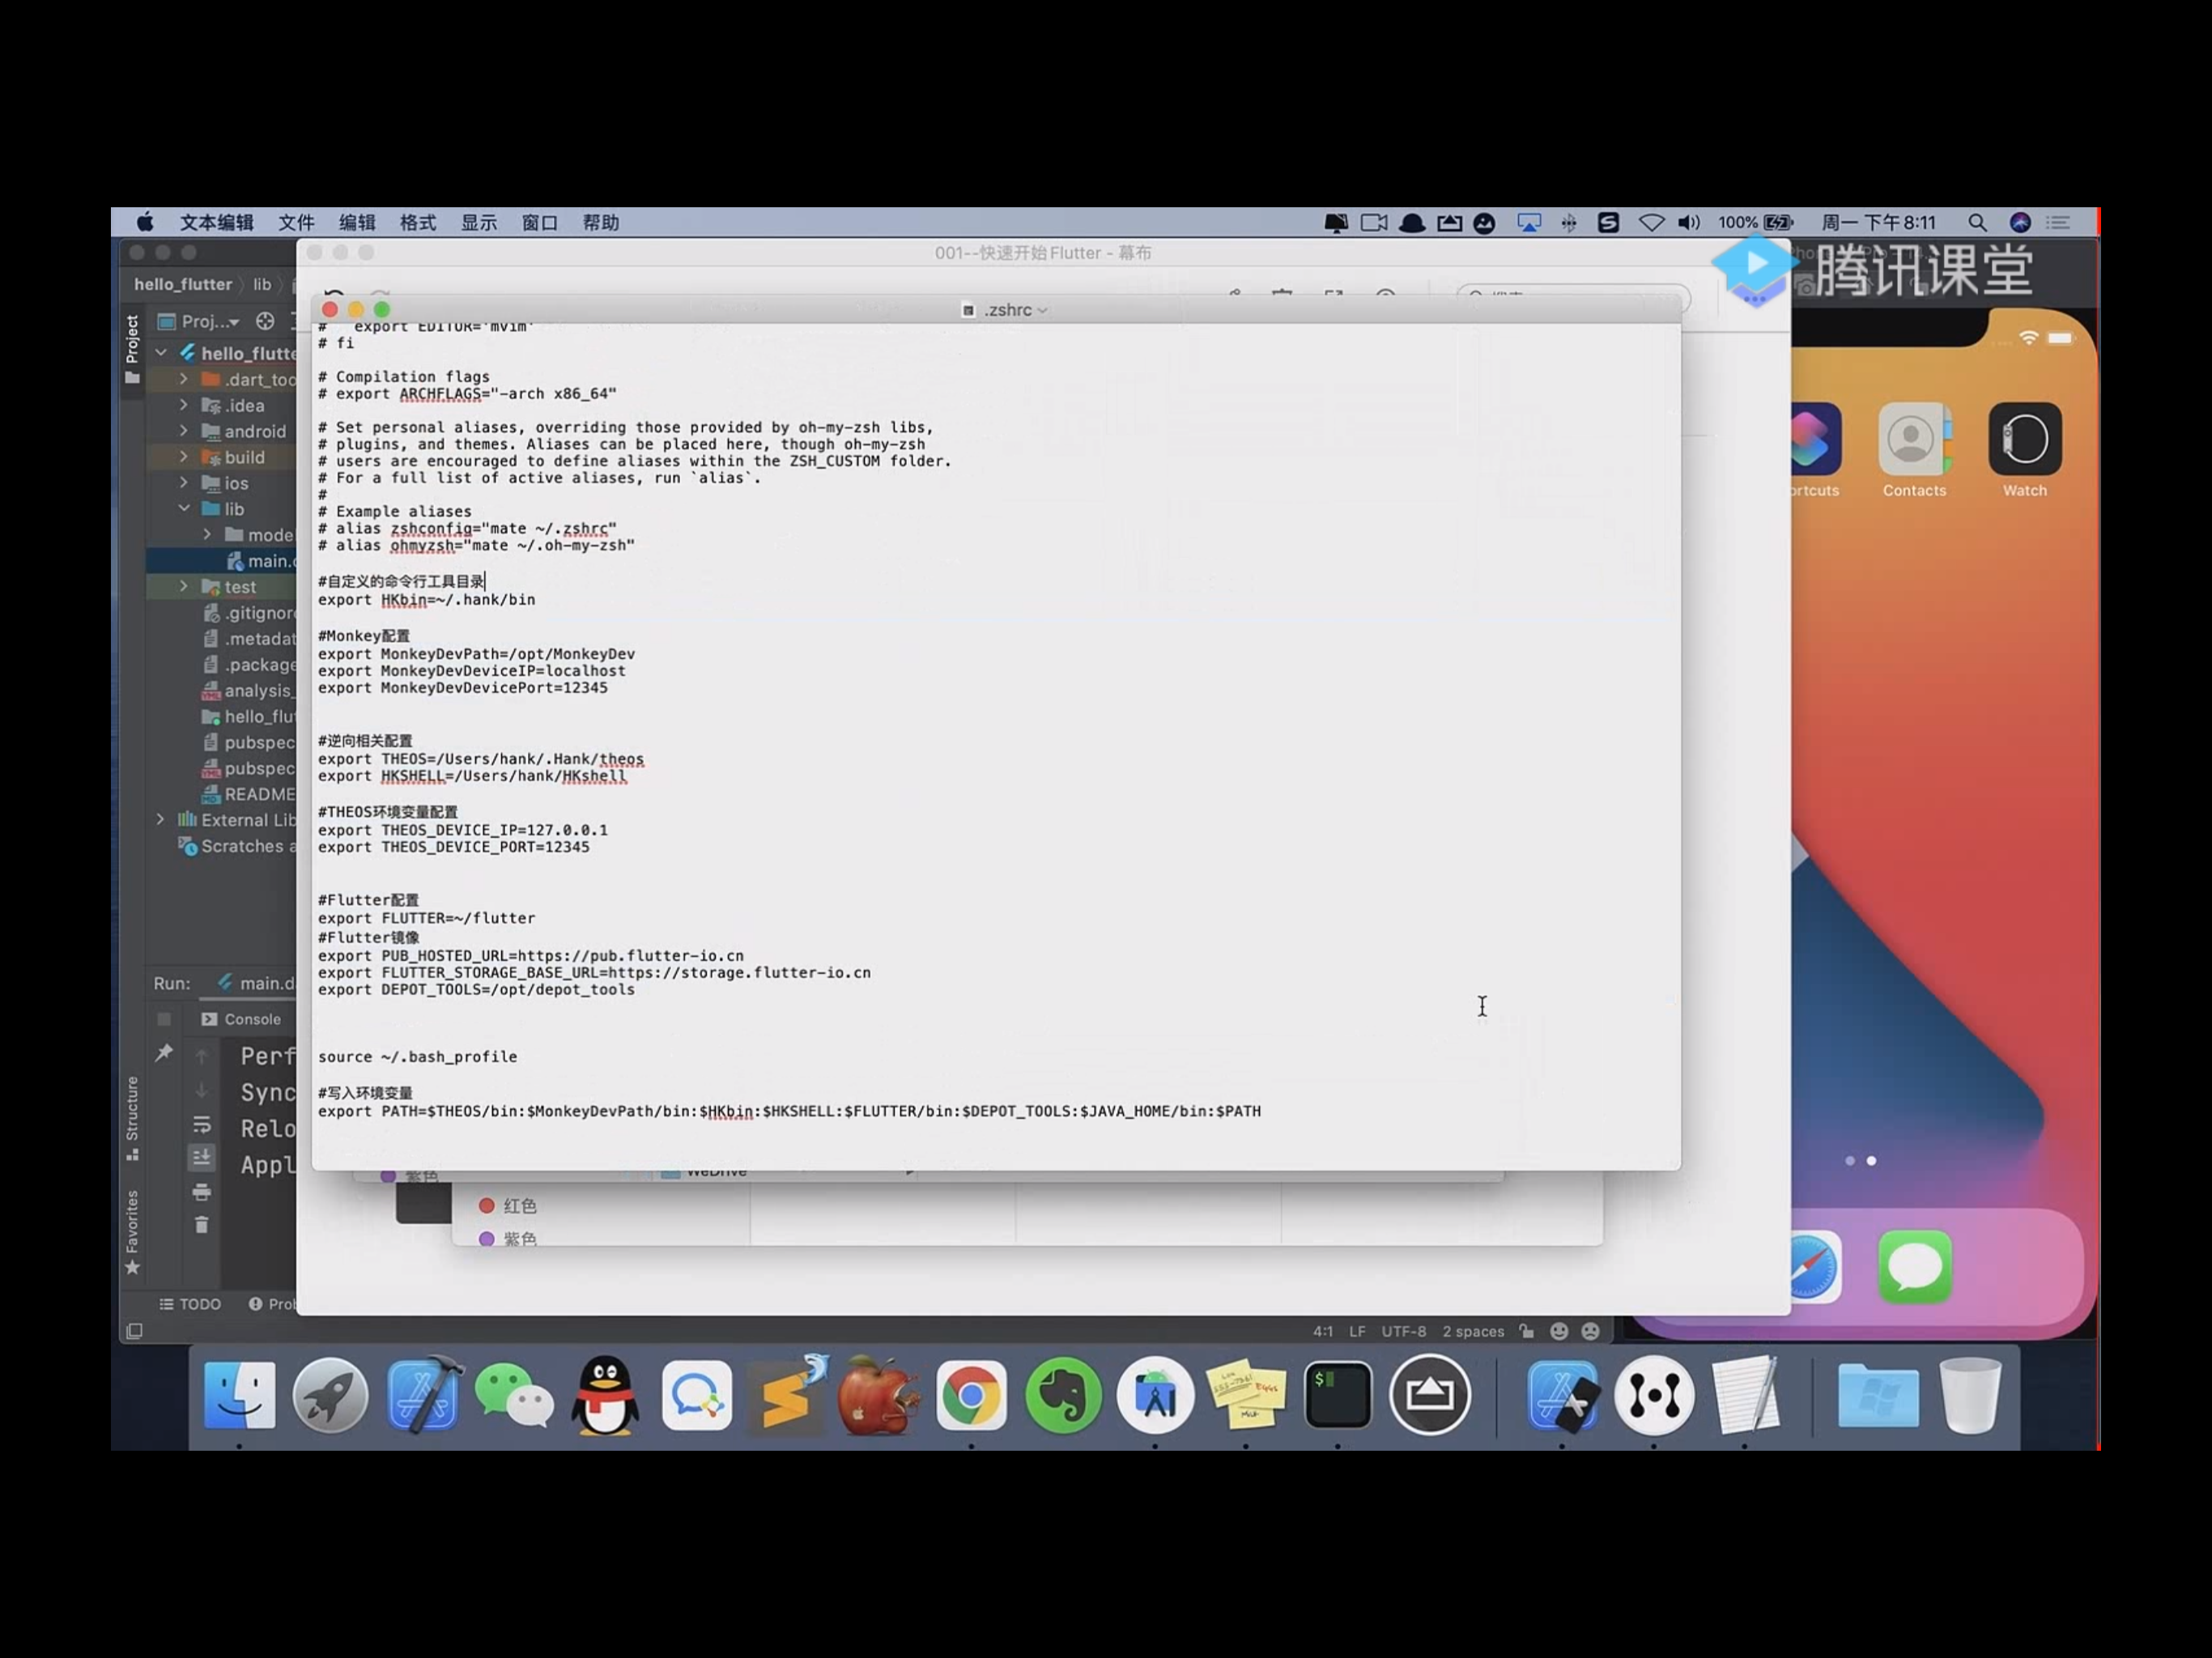 文本编辑 文件 编辑 格式 显示 窗口 帮助
100% 周一 下午8:11
001--快速开始Flutter - 幕布
腾讯课堂
hello_flutter lib
.zshrc
Project
Proj...
#   export EDITOR='mvim'
# fi
# Compilation flags
# export ARCHFLAGS="-arch x86_64"
# Set personal aliases, overriding those provided by oh-my-zsh libs,
# plugins, and themes. Aliases can be placed here, though oh-my-zsh
# users are encouraged to define aliases within the ZSH_CUSTOM folder.
# For a full list of active aliases, run `alias`.
#
# Example aliases
# alias zshconfig="mate ~/.zshrc"
# alias ohmyzsh="mate ~/.oh-my-zsh"
#自定义的命令行工具目录
export HKbin=~/.hank/bin
#Monkey配置
export MonkeyDevPath=/opt/MonkeyDev
export MonkeyDevDeviceIP=localhost
export MonkeyDevDevicePort=12345
#逆向相关配置
export THEOS=/Users/hank/.Hank/theos
export HKSHELL=/Users/hank/HKshell
#THEOS环境变量配置
export THEOS_DEVICE_IP=127.0.0.1
export THEOS_DEVICE_PORT=12345
#Flutter配置
export FLUTTER=~/flutter
#Flutter镜像
export PUB_HOSTED_URL=https://pub.flutter-io.cn
export FLUTTER_STORAGE_BASE_URL=https://storage.flutter-io.cn
export DEPOT_TOOLS=/opt/depot_tools
source ~/.bash_profile
#写入环境变量
export PATH=$THEOS/bin:$MonkeyDevPath/bin:$HKbin:$HKSHELL:$FLUTTER/bin:$DEPOT_TOOLS:$JAVA_HOME/bin:$PATH
hello_flutte
.dart_too
.idea
android
build
ios
lib
mode
main.
test
.gitignor
.metadat
.package
analysis_
hello_flu
pubspec
pubspec
README
External Lib
Scratches a
Run: main.d
Console
Perf
Sync
Relo
Appl
Structure
Favorites
TODO Prob
紫色
WeDrive
红色
紫色
4:1 LF UTF-8 2 spaces
ortcuts Contacts Watch